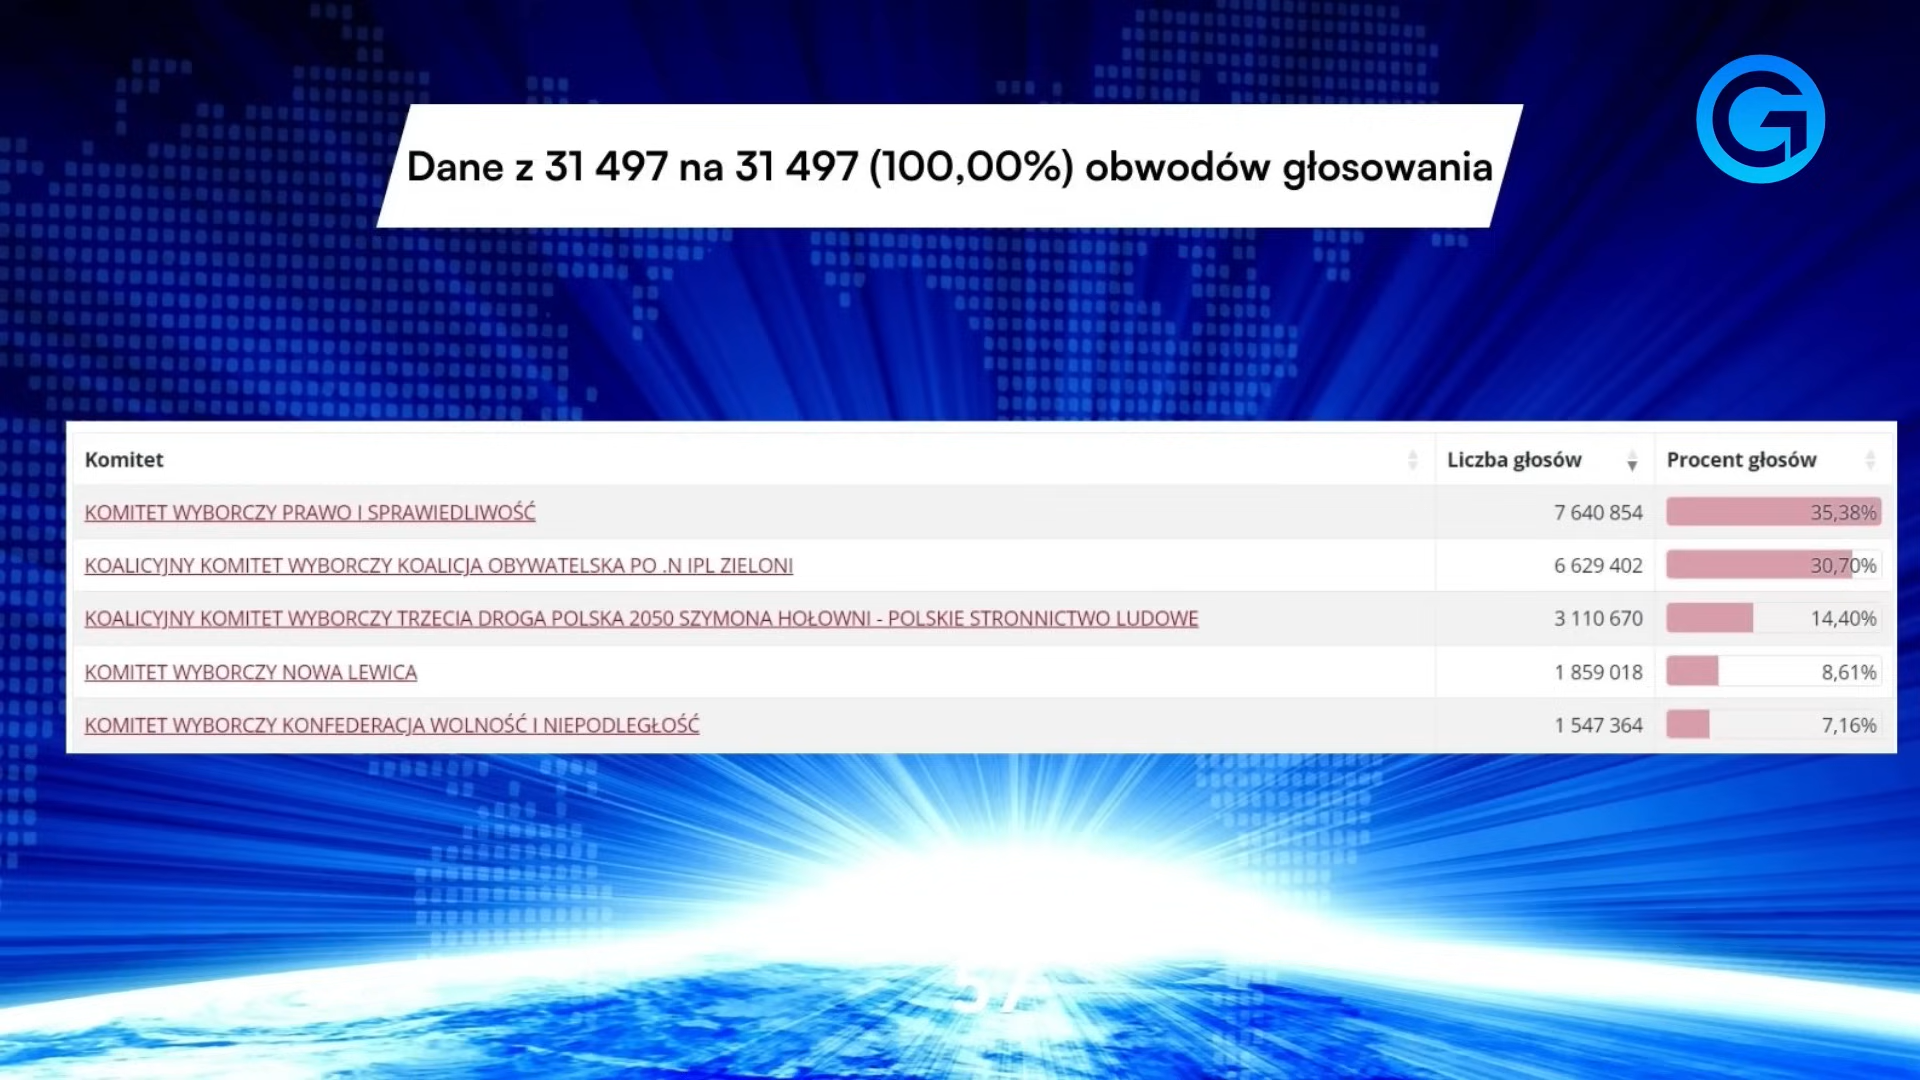 Dane z 31 497 na 31 497 (100,00%) obwodów głosowania
Komitet Liczba głosów Procent głosów
KOMITET WYBORCZY PRAWO I SPRAWIEDLIWOŚĆ 7 640 854 35,38%
KOALICYJNY KOMITET WYBORCZY KOALICJA OBYWATELSKA PO .N IPL ZIELONI 6 629 402 30,70%
KOALICYJNY KOMITET WYBORCZY TRZECIA DROGA POLSKA 2050 SZYMONA HOŁOWNI - POLSKIE STRONNICTWO LUDOWE 3 110 670 14,40%
KOMITET WYBORCZY NOWA LEWICA 1 859 018 8,61%
KOMITET WYBORCZY KONFEDERACJA WOLNOŚĆ I NIEPODLEGŁOŚĆ 1 547 364 7,16%